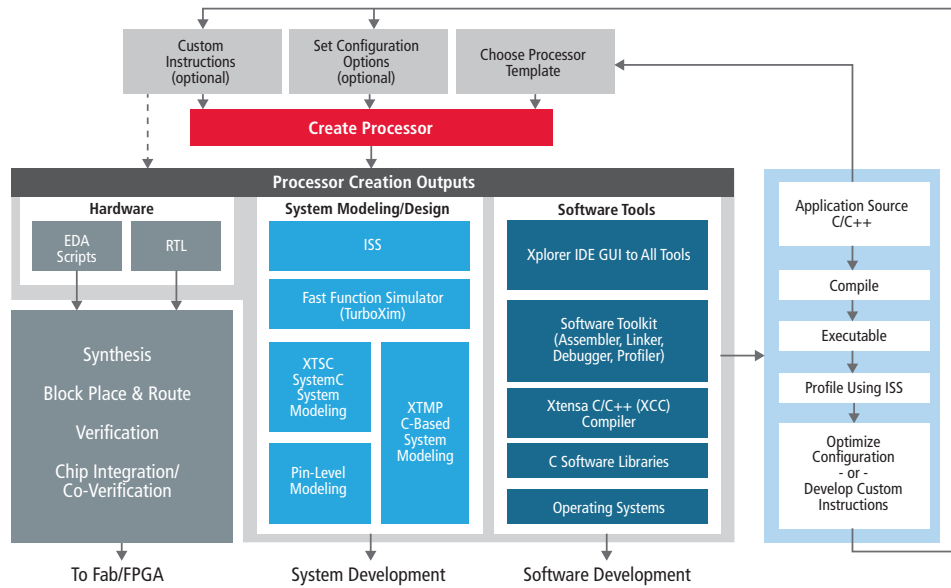 Custom
Instructions
(optional)
Set Configuration
Options
(optional)
Choose Processor
Template
Create Processor
Processor Creation Outputs
Hardware
EDA
Scripts
RTL
Synthesis
Block Place & Route
Verification
Chip Integration/
Co-Verification
To Fab/FPGA
System Modeling/Design
ISS
Fast Function Simulator
(TurboXim)
XTSC
SystemC
System
Modeling
Pin-Level
Modeling
XTMP
C-Based
System
Modeling
System Development
Software Tools
Xplorer IDE GUI to All Tools
Software Toolkit
(Assembler, Linker,
Debugger, Profiler)
Xtensa C/C++ (XCC)
Compiler
C Software Libraries
Operating Systems
Software Development
Application Source
C/C++
Compile
Executable
Profile Using ISS
Optimize
Configuration
- or -
Develop Custom
Instructions